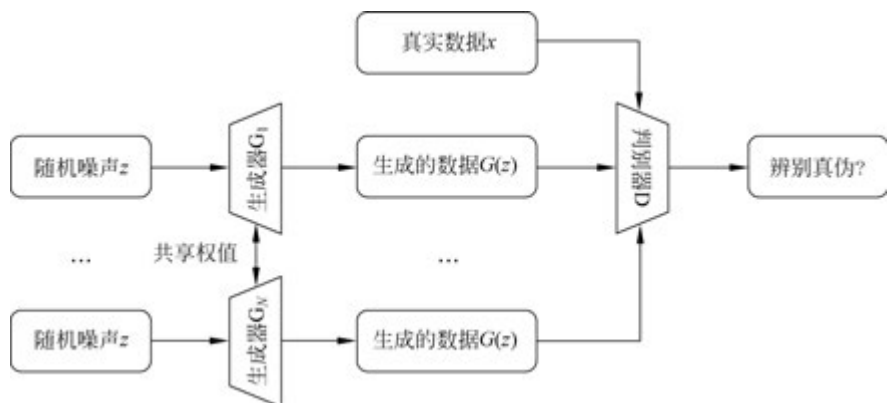 真实数据x
随机噪声z
生成器G₁
生成的数据G(z)
判别器D
辨别真伪?
...
共享权值
...
随机噪声z
生成器G_N
生成的数据G(z)